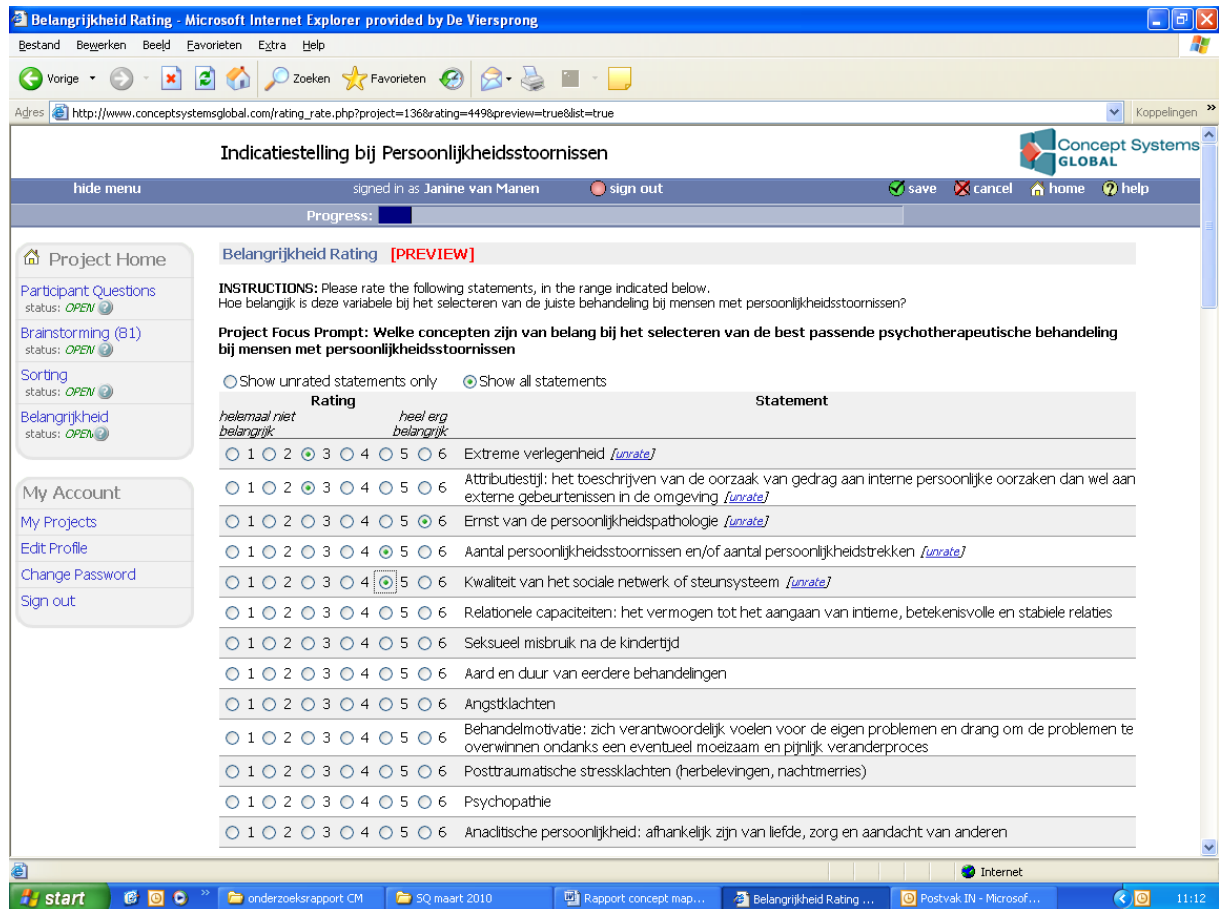 Belangrijkheid Rating - Microsoft Internet Explorer provided by De Viersprong
Bestand Bewerken Beeld Favorieten Extra Help
Vorige Zoeken Favorieten
Adres http://www.conceptsystemsglobal.com/rating_rate.php?project=136&rating=449&preview=true&list=true Koppelingen »
Indicatiestelling bij Persoonlijkheidsstoornissen
Concept Systems
GLOBAL
hide menu signed in as Janine van Manen sign out save cancel home help
Progress:
Project Home
Participant Questions
status: OPEN
Brainstorming (81)
status: OPEN
Sorting
status: OPEN
Belangrijkheid
status: OPEN
My Account
My Projects
Edit Profile
Change Password
Sign out
Belangrijkheid Rating [PREVIEW]
INSTRUCTIONS: Please rate the following statements, in the range indicated below.
Hoe belangijk is deze variabele bij het selecteren van de juiste behandeling bij mensen met persoonlijkheidsstoornissen?
Project Focus Prompt: Welke concepten zijn van belang bij het selecteren van de best passende psychotherapeutische behandeling
bij mensen met persoonlijkheidsstoornissen
Show unrated statements only Show all statements
Rating Statement
helemaal niet heel erg
belangrijk belangrijk
1 2 3 4 5 6 Extreme verlegenheid [unrate]
1 2 3 4 5 6 Attributiestijl: het toeschrijven van de oorzaak van gedrag aan interne persoonlijke oorzaken dan wel aan
externe gebeurtenissen in de omgeving [unrate]
1 2 3 4 5 6 Ernst van de persoonlijkheidspathologie [unrate]
1 2 3 4 5 6 Aantal persoonlijkheidsstoornissen en/of aantal persoonlijkheidstrekken [unrate]
1 2 3 4 5 6 Kwaliteit van het sociale netwerk of steunsysteem [unrate]
1 2 3 4 5 6 Relationele capaciteiten: het vermogen tot het aangaan van intieme, betekenisvolle en stabiele relaties
1 2 3 4 5 6 Seksueel misbruik na de kindertijd
1 2 3 4 5 6 Aard en duur van eerdere behandelingen
1 2 3 4 5 6 Angstklachten
1 2 3 4 5 6 Behandelmotivatie: zich verantwoordelijk voelen voor de eigen problemen en drang om de problemen te
overwinnen ondanks een eventueel moeizaam en pijnlijk veranderproces
1 2 3 4 5 6 Posttraumatische stressklachten (herbelevingen, nachtmerries)
1 2 3 4 5 6 Psychopathie
1 2 3 4 5 6 Anaclitische persoonlijkheid: afhankelijk zijn van liefde, zorg en aandacht van anderen
Internet
start » onderzoeksrapport CM SQ maart 2010 Rapport concept map... Belangrijkheid Rating ... Postvak IN - Microsof... 11:12